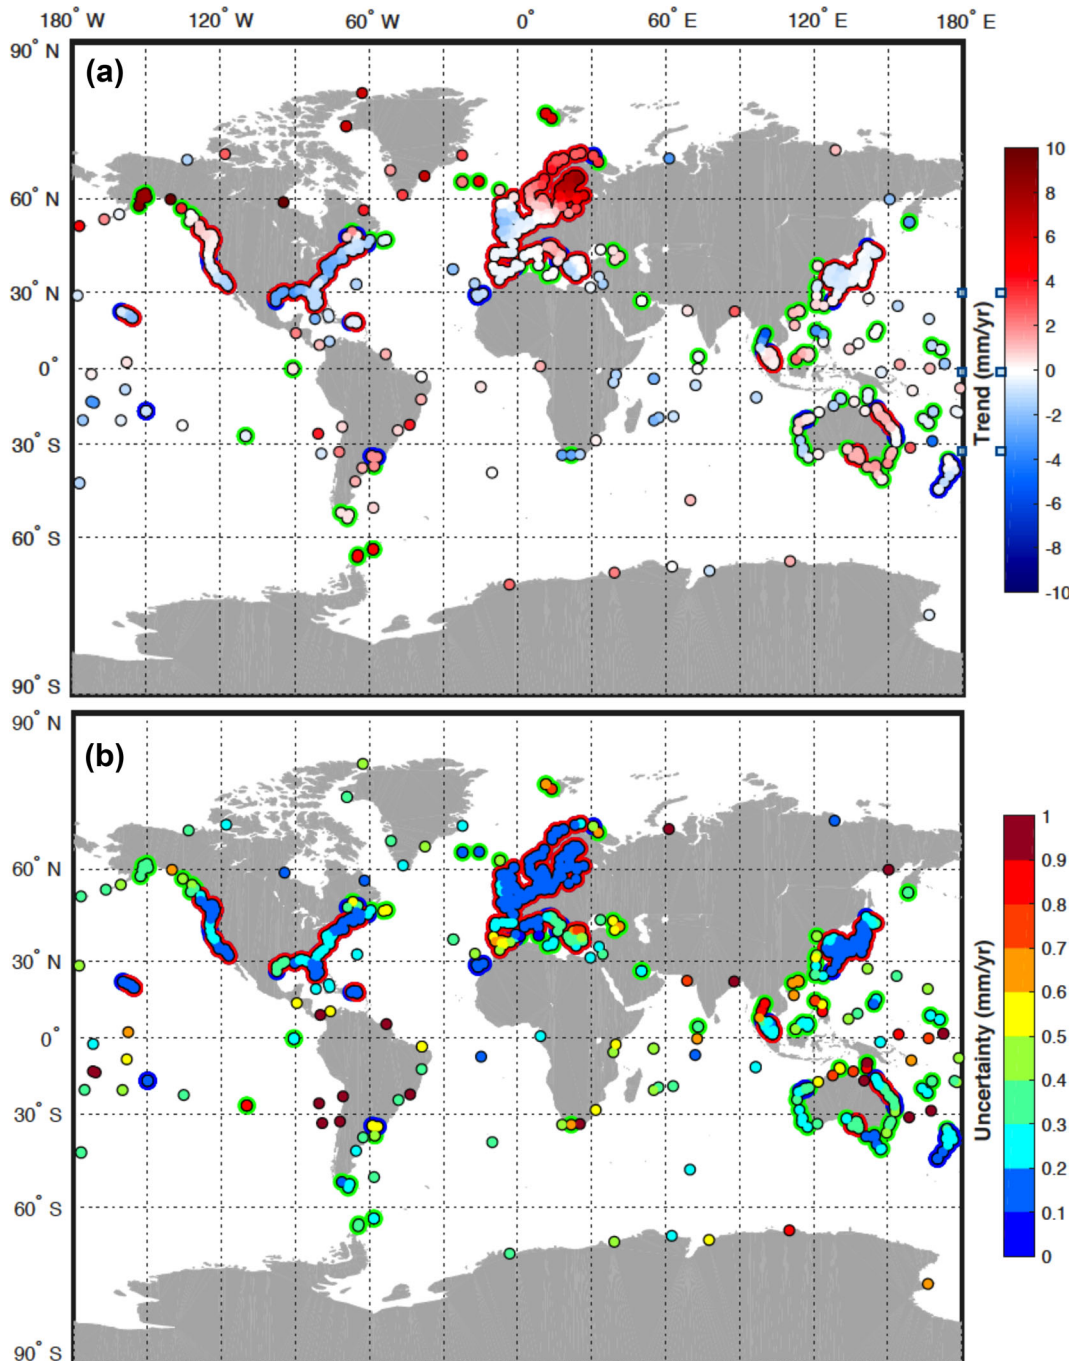 180° W 120° W 60° W 0° 60° E 120° E 180° E
90° N
(a)
60° N
30° N
0°
30° S
60° S
90° S
10
8
6
4
2
0
-2
-4
-6
-8
-10
Trend (mm/yr)
90° N
(b)
60° N
30° N
0°
30° S
60° S
90° S
1
0.9
0.8
0.7
0.6
0.5
0.4
0.3
0.2
0.1
0
Uncertainty (mm/yr)